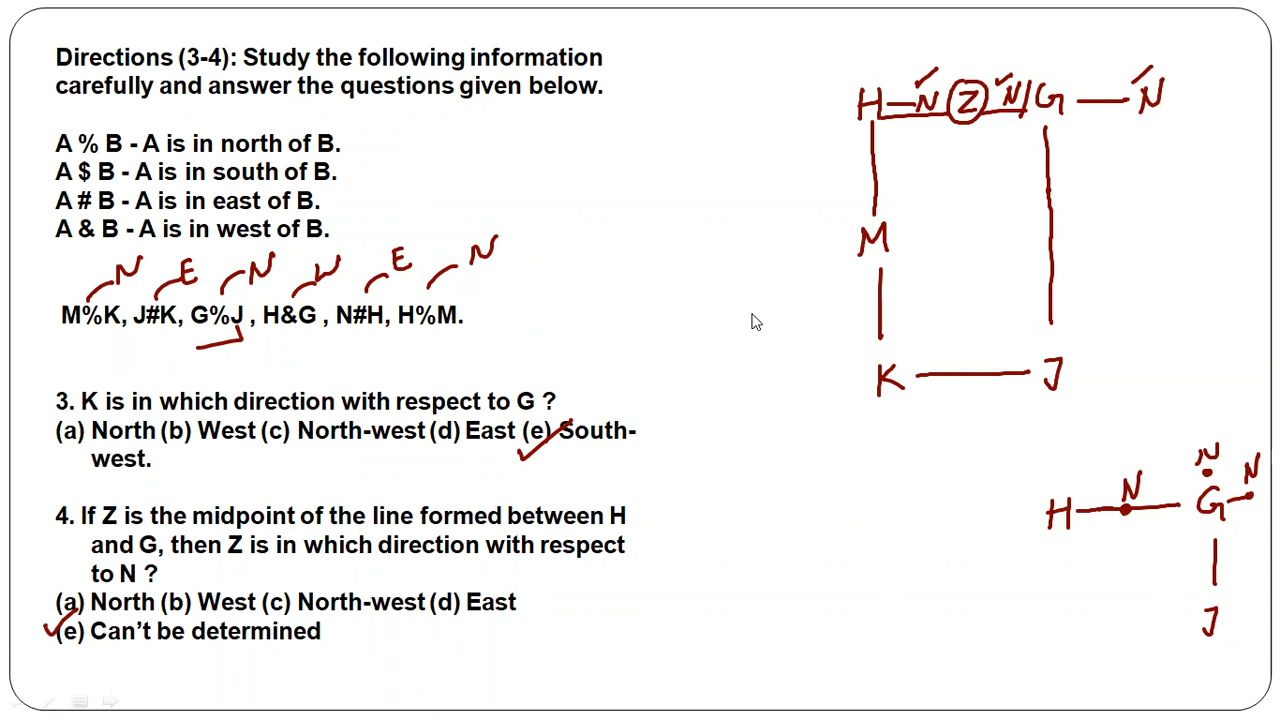 Directions (3-4): Study the following information
carefully and answer the questions given below.
A % B - A is in north of B.
A $ B - A is in south of B.
A # B - A is in east of B.
A & B - A is in west of B.
N E N W E N
M%K, J#K, G%J , H&G , N#H, H%M.
3. K is in which direction with respect to G ?
(a) North (b) West (c) North-west (d) East (e) South-
west.
4. If Z is the midpoint of the line formed between H
and G, then Z is in which direction with respect
to N ?
(a) North (b) West (c) North-west (d) East
(e) Can't be determined
H N Z N G N
M
K J
N
H N G N
J